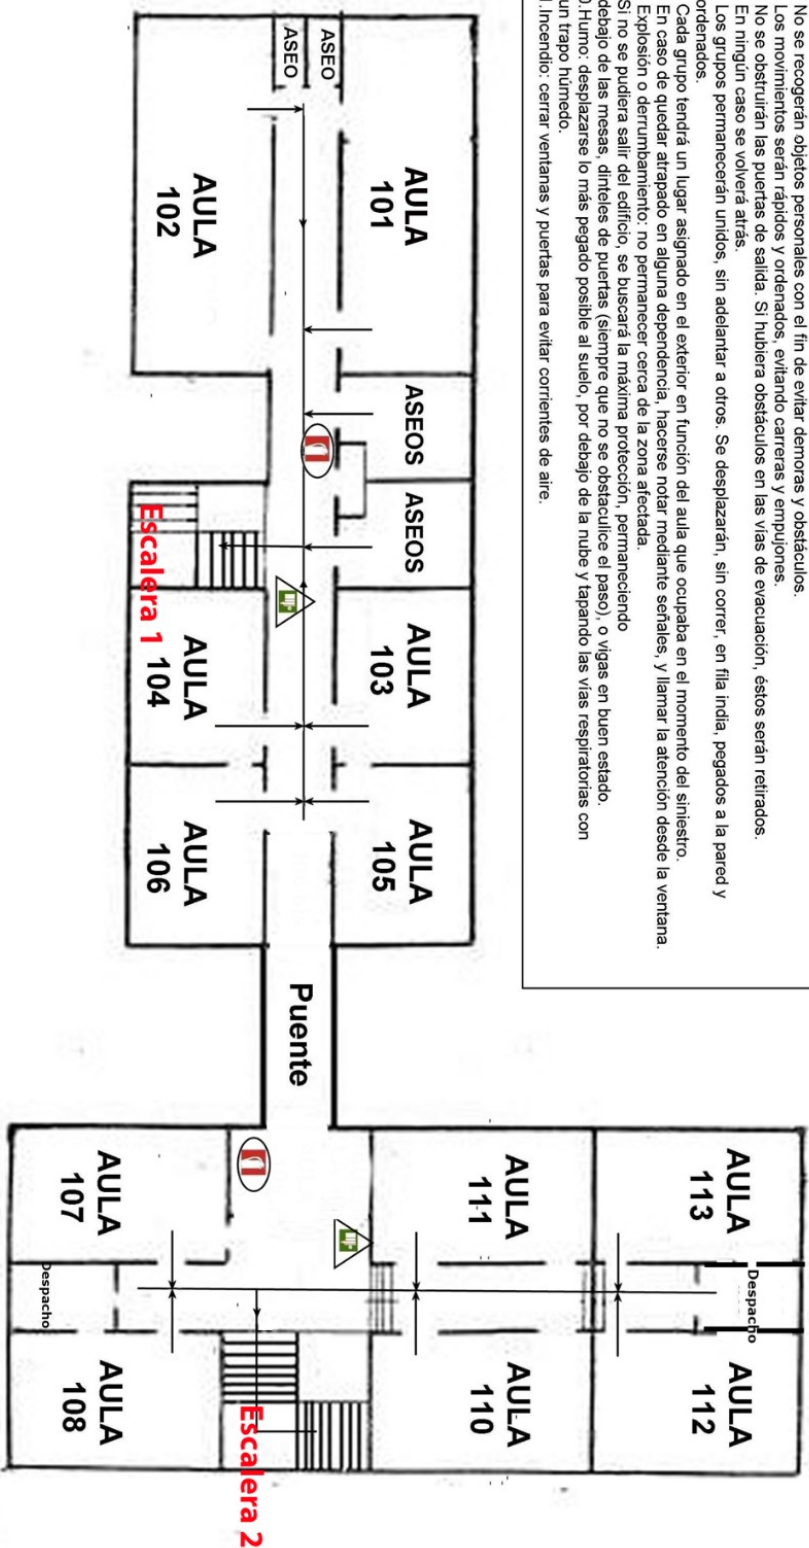 No se recogerán objetos personales con el fin de evitar demoras y obstáculos.
Los movimientos serán rápidos y ordenados, evitando carreras y empujones.
No se obstruirán las puertas de salida. Si hubiera obstáculos en las vías de evacuación, éstos serán retirados.
En ningún caso se volverá atrás.
Los grupos permanecerán unidos, sin adelantar a otros. Se desplazarán, sin correr, en fila india, pegados a la pared y
ordenados.
Cada grupo tendrá un lugar asignado en el exterior en función del aula que ocupaba en el momento del siniestro.
En caso de quedar atrapado en alguna dependencia, hacerse notar mediante señales, y llamar la atención desde la ventana.
Explosión o derrumbamiento: no permanecer cerca de la zona afectada.
Si no se pudiera salir del edificio, se buscará la máxima protección, permaneciendo
debajo de las mesas, dinteles de puertas (siempre que no se obstaculice el paso), o vigas en buen estado.
Humo: desplazarse lo más pegado posible al suelo, por debajo de la nube y tapando las vías respiratorias con
un trapo húmedo.
Incendio: cerrar ventanas y puertas para evitar corrientes de aire.
ASEO
ASEO
AULA
101
AULA
102
ASEOS
ASEOS
Escalera 1
AULA
103
AULA
104
AULA
105
AULA
106
Puente
AULA
113
AULA
111
AULA
107
Despacho
Despacho
AULA
112
AULA
110
AULA
108
Escalera 2